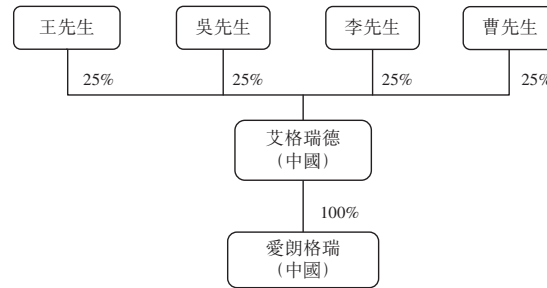 王先生 吳先生 李先生 曹先生
25% 25% 25% 25%
艾格瑞德
（中國）
100%
愛朗格瑞
（中國）